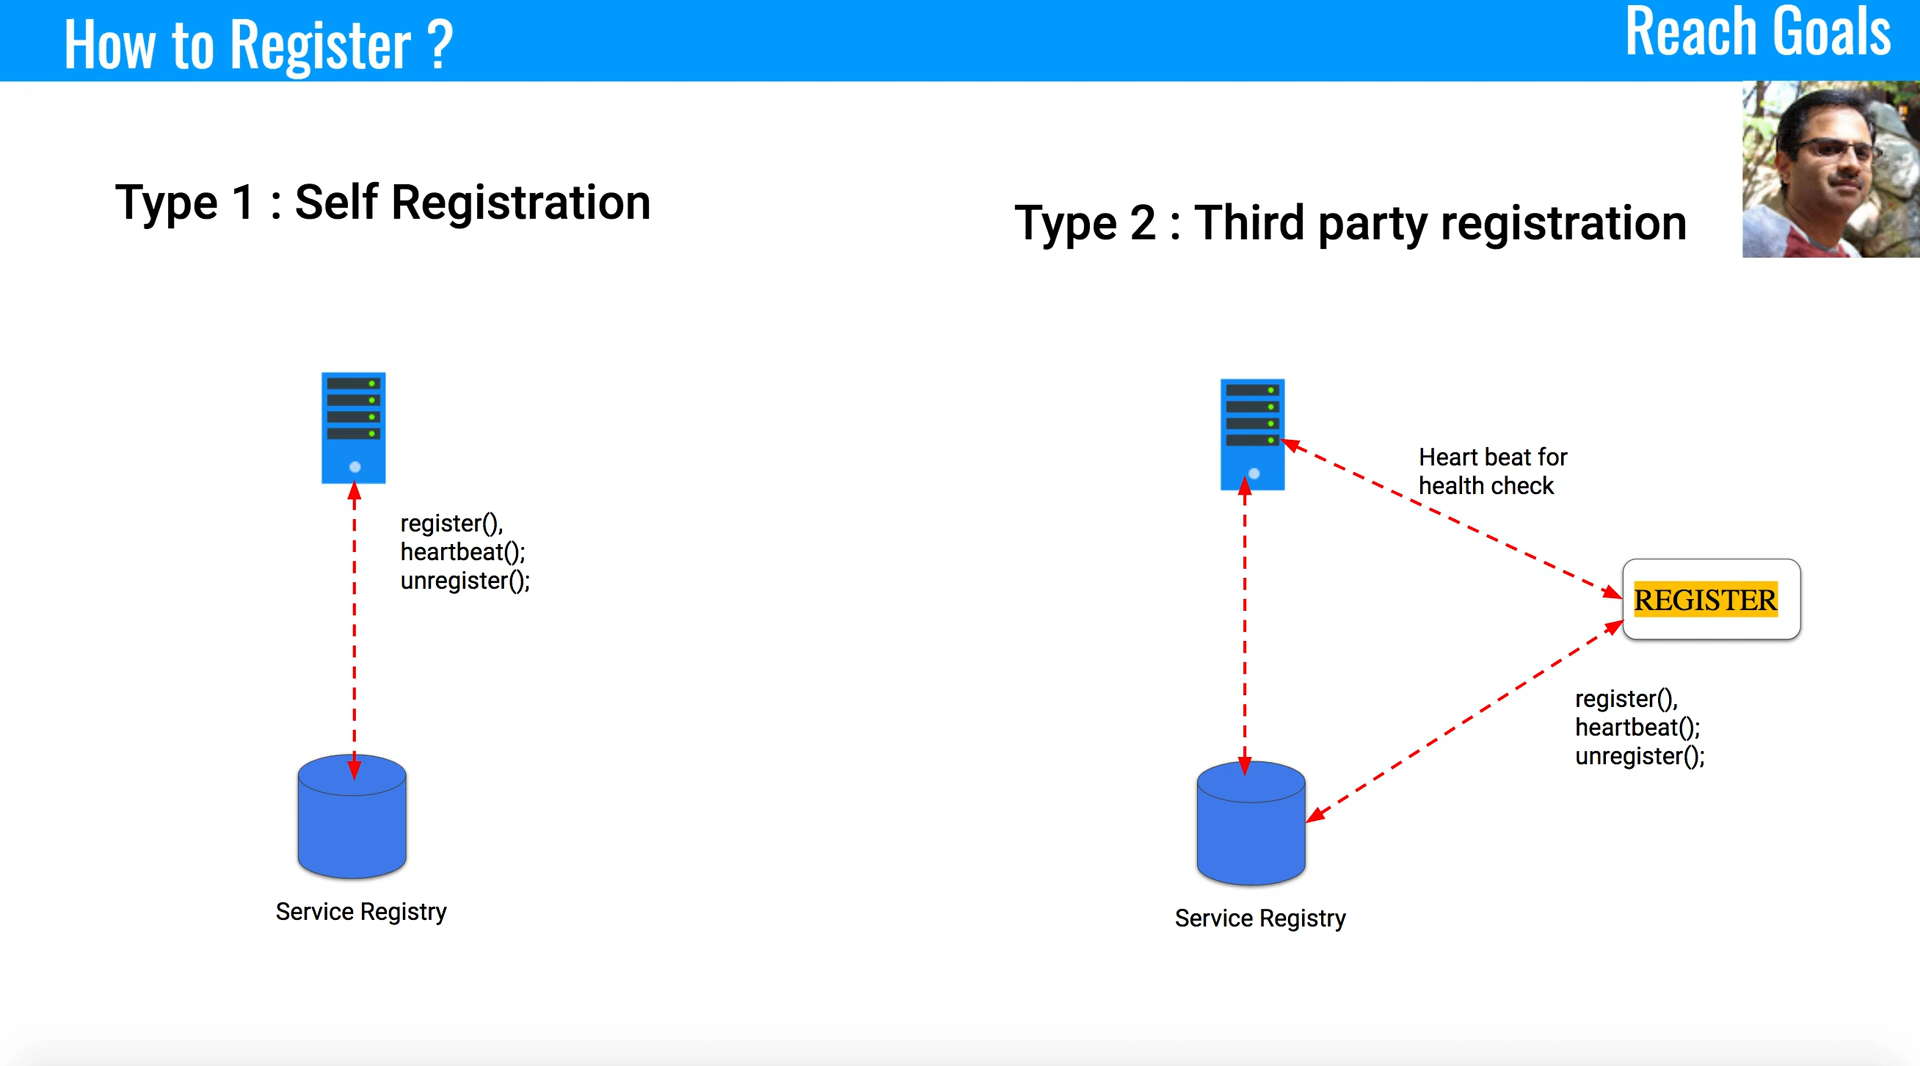 How to Register ?
Reach Goals
Type 1 : Self Registration
Type 2 : Third party registration
register(),
heartbeat();
unregister();
Service Registry
Heart beat for
health check
REGISTER
register(),
heartbeat();
unregister();
Service Registry